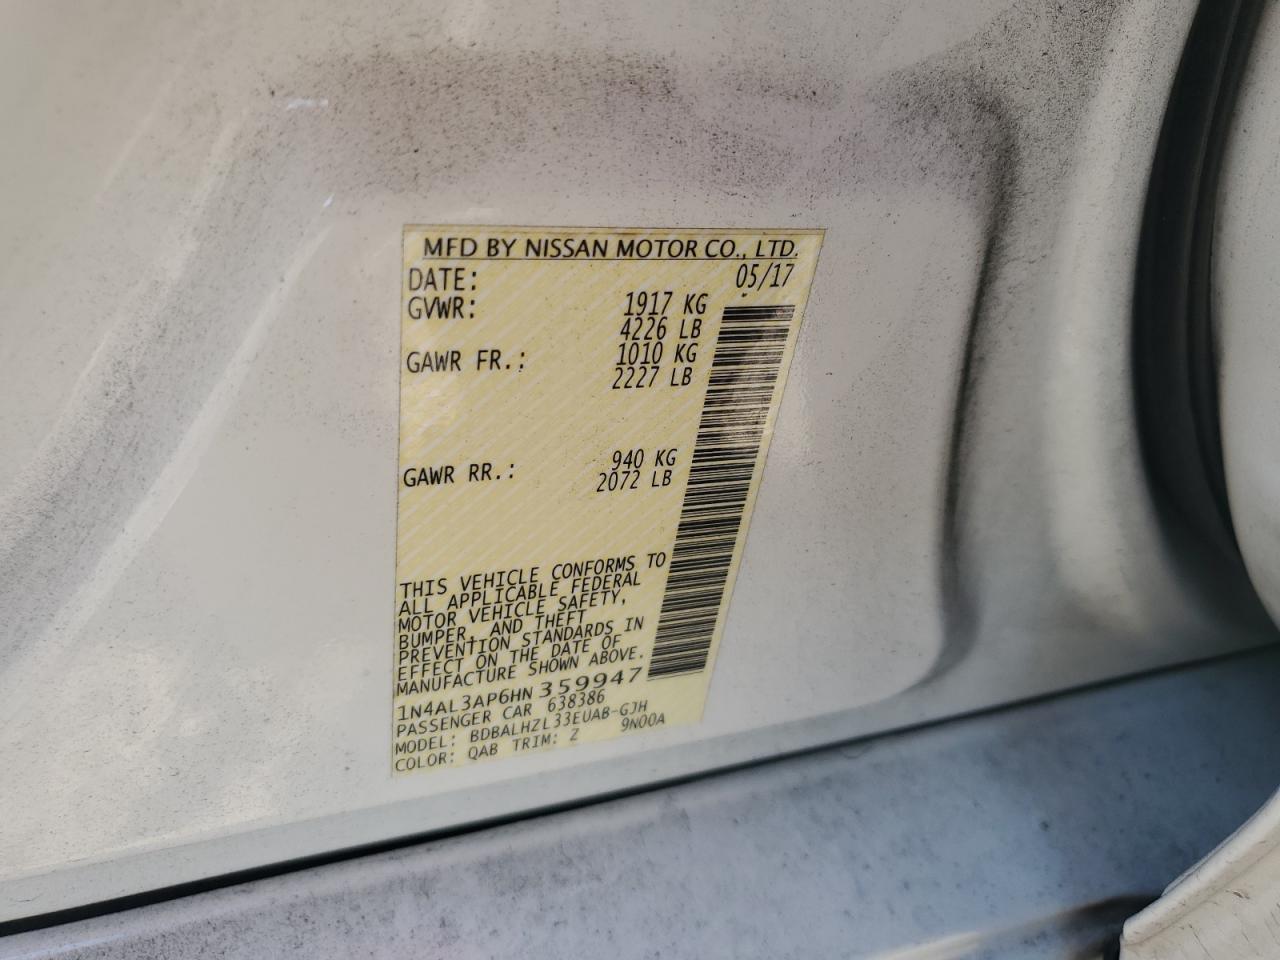 MFD BY NISSAN MOTOR CO., LTD.
DATE: 05/17
GVWR: 1917 KG
4226 LB
GAWR FR.: 1010 KG
2227 LB
GAWR RR.: 940 KG
2072 LB
THIS VEHICLE CONFORMS TO
ALL APPLICABLE FEDERAL
MOTOR VEHICLE SAFETY,
BUMPER, AND THEFT
PREVENTION STANDARDS IN
EFFECT ON THE DATE OF
MANUFACTURE SHOWN ABOVE.
1N4AL3AP6HN 359947
PASSENGER CAR 638386
MODEL: BDBALHZL33EUAB-GJH
COLOR: QAB TRIM: Z 9N00A